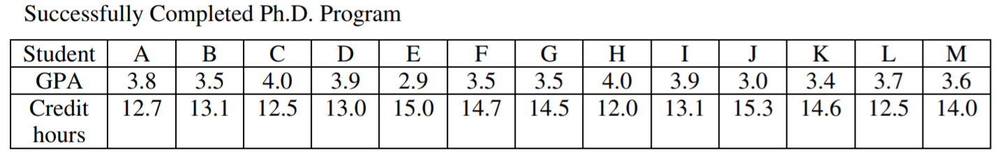 Successfully Completed Ph.D. Program
Student A B C D E F G H I J K L M
GPA 3.8 3.5 4.0 3.9 2.9 3.5 3.5 4.0 3.9 3.0 3.4 3.7 3.6
Credit 12.7 13.1 12.5 13.0 15.0 14.7 14.5 12.0 13.1 15.3 14.6 12.5 14.0
hours